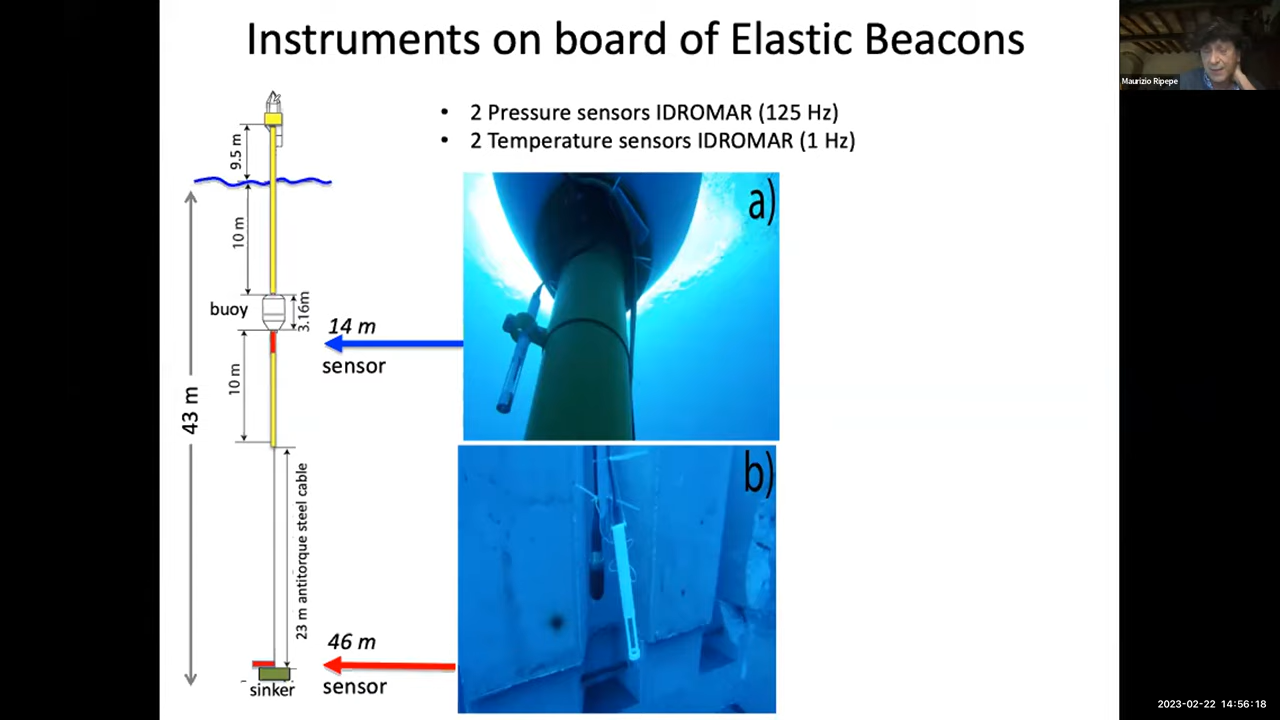 Instruments on board of Elastic Beacons
Maurizio Ripepe
• 2 Pressure sensors IDROMAR (125 Hz)
• 2 Temperature sensors IDROMAR (1 Hz)
9.5 m
10 m
buoy
3.16m
14 m
sensor
10 m
43 m
23 m antitorque steel cable
46 m
sensor
sinker
a)
b)
2023-02-22 14:56:18